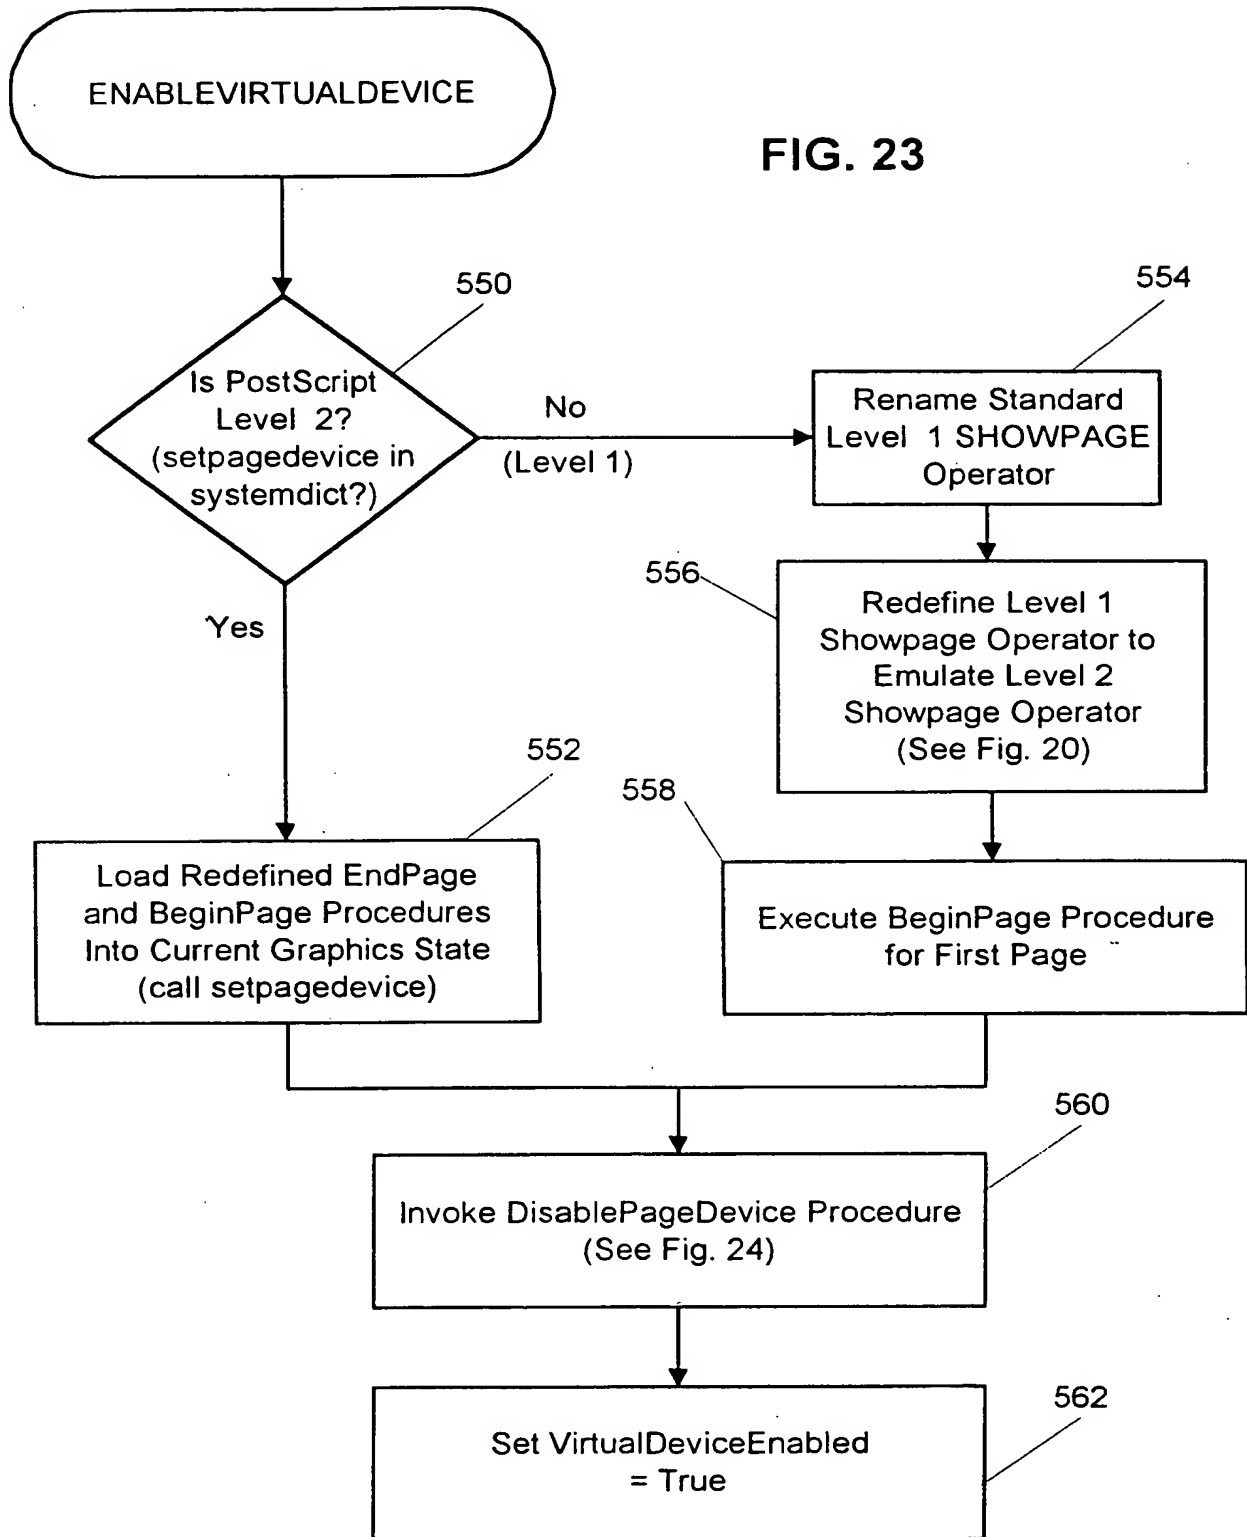 ENABLEVIRTUALDEVICE
FIG. 23
550
Is PostScript
Level 2?
(setpagedevice in
systemdict?)
No
(Level 1)
554
Rename Standard
Level 1 SHOWPAGE
Operator
Yes
556
Redefine Level 1
Showpage Operator to
Emulate Level 2
Showpage Operator
(See Fig. 20)
552
Load Redefined EndPage
and BeginPage Procedures
Into Current Graphics State
(call setpagedevice)
558
Execute BeginPage Procedure
for First Page
560
Invoke DisablePageDevice Procedure
(See Fig. 24)
562
Set VirtualDeviceEnabled
= True